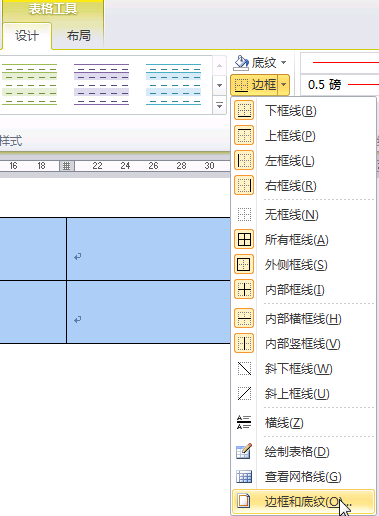 表格工具
设计 布局
底纹
边框
0.5 磅
样式
16 18 22 24 26 28 30
下框线(B)
上框线(P)
左框线(L)
右框线(R)
无框线(N)
所有框线(A)
外侧框线(S)
内部框线(I)
内部横框线(H)
内部竖框线(V)
斜下框线(W)
斜上框线(U)
横线(Z)
绘制表格(D)
查看网格线(G)
边框和底纹(O)...